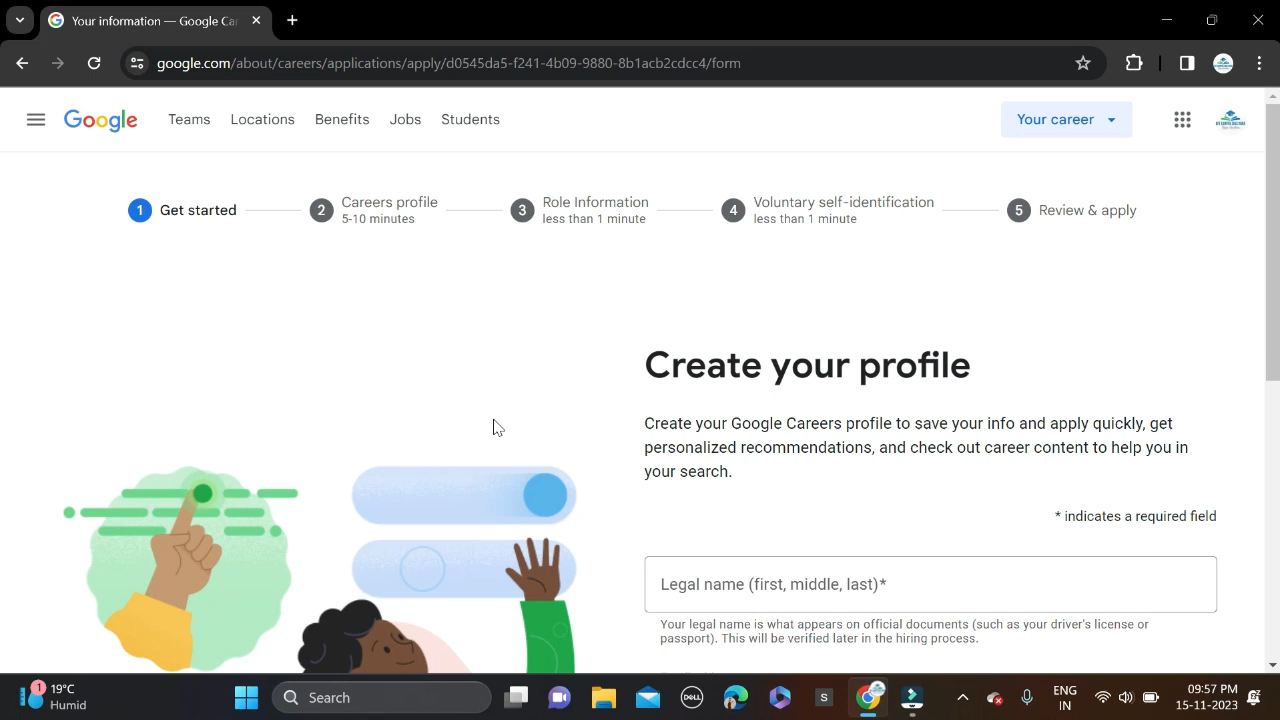 Your information — Google Car
google.com/about/careers/applications/apply/d0545da5-f241-4b09-9880-8b1acb2cdcc4/form
Google
Teams
Locations
Benefits
Jobs
Students
Your career
1 Get started
2 Careers profile
5-10 minutes
3 Role Information
less than 1 minute
4 Voluntary self-identification
less than 1 minute
5 Review & apply
Create your profile
Create your Google Careers profile to save your info and apply quickly, get
personalized recommendations, and check out career content to help you in
your search.
* indicates a required field
Legal name (first, middle, last)*
Your legal name is what appears on official documents (such as your driver's license or
passport). This will be verified later in the hiring process.
1
19°C
Humid
Search
DELL
S
ENG
IN
09:57 PM
15-11-2023